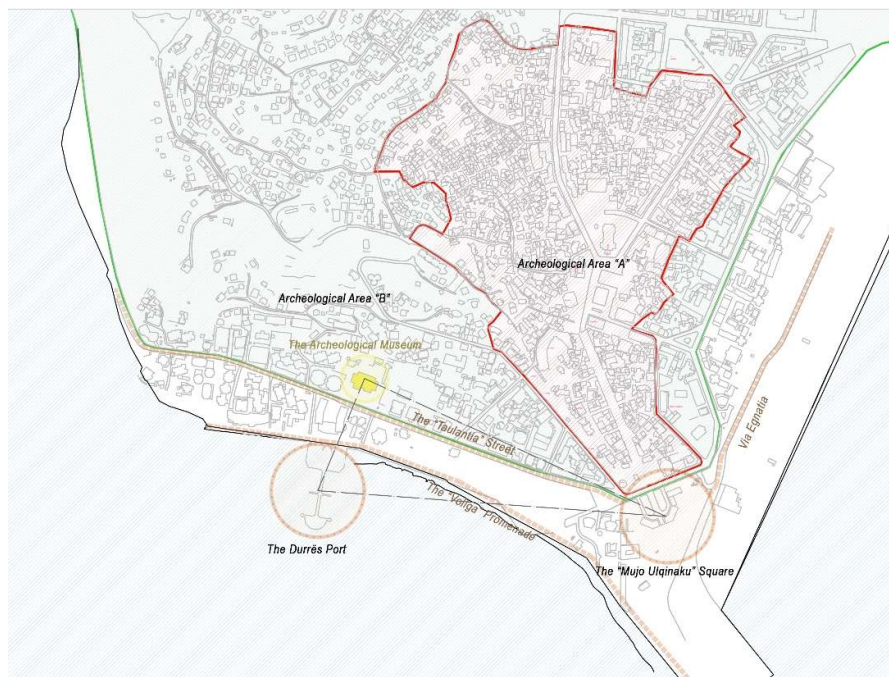 Archeological Area "A"
Archeological Area "B"
The Archeological Museum
The "Taulantia" Street
Via Egnatia
The "Vollga" Promenade
The Durrës Port
The "Mujo Ulqinaku" Square